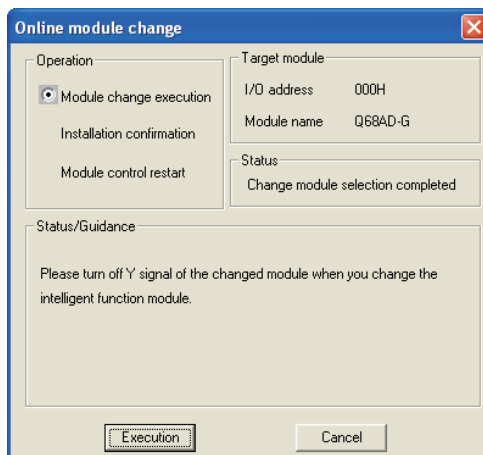 Online module change
Operation
Module change execution
Installation confirmation
Module control restart
Target module
I/O address 000H
Module name Q68AD-G
Status
Change module selection completed
Status/Guidance
Please turn off Y signal of the changed module when you change the
intelligent function module.
Execution
Cancel